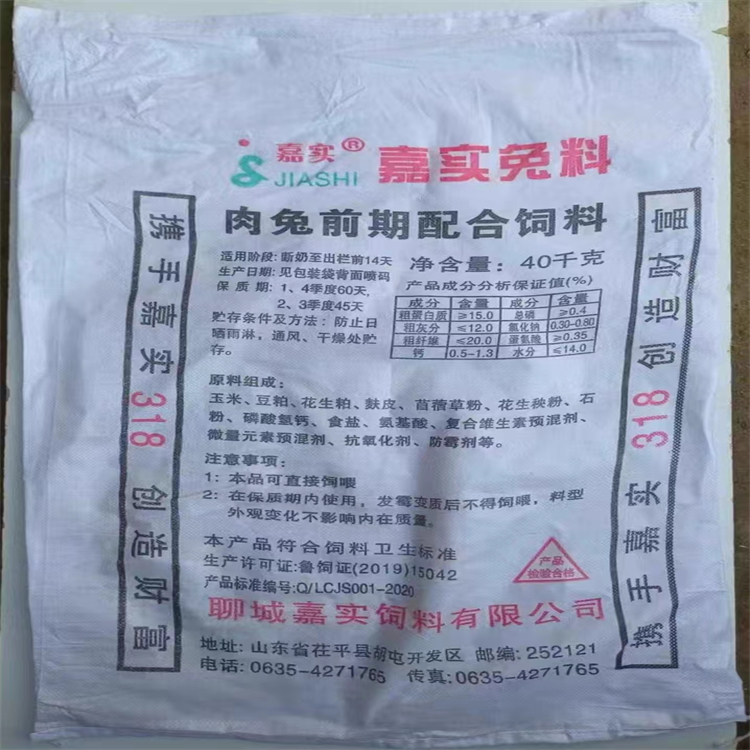 嘉实®
JIASHI
嘉实兔料
肉兔前期配合饲料
适用阶段: 断奶至出栏前14天
生产日期: 见包装袋背面喷码
保 质 期: 1、4季度60天,
2、3季度45天
贮存条件及方法: 防止日
晒雨淋，通风、干燥处贮
存。
净含量: 40千克
产品成分分析保证值(%)
成分 含量 成分 含量
粗蛋白质 ≥15.0 总磷 ≥0.4
粗灰分 ≤12.0 氯化钠 0.30-0.80
粗纤维 ≤20.0 蛋氨酸 ≥0.35
钙 0.5-1.3 水分 ≤14.0
原料组成:
玉米、豆粕、花生粕、麸皮、苜蓿草粉、花生秧粉、石
粉、磷酸氢钙、食盐、氨基酸、复合维生素预混剂、
微量元素预混剂、抗氧化剂、防霉剂等。
注意事项:
1: 本品可直接饲喂
2: 在保质期内使用，发霉变质后不得饲喂，料型
外观变化不影响内在质量。
本产品符合饲料卫生标准
生产许可证:鲁饲证(2019)15042
产品标准编号:Q/LCJS001-2020
产品
检验合格
聊城嘉实饲料有限公司
地址: 山东省茌平县胡屯开发区 邮编: 252121
电话: 0635-4271765 传真:0635-4271765
携手嘉实 318 创造财富
携手嘉实 318 创造财富